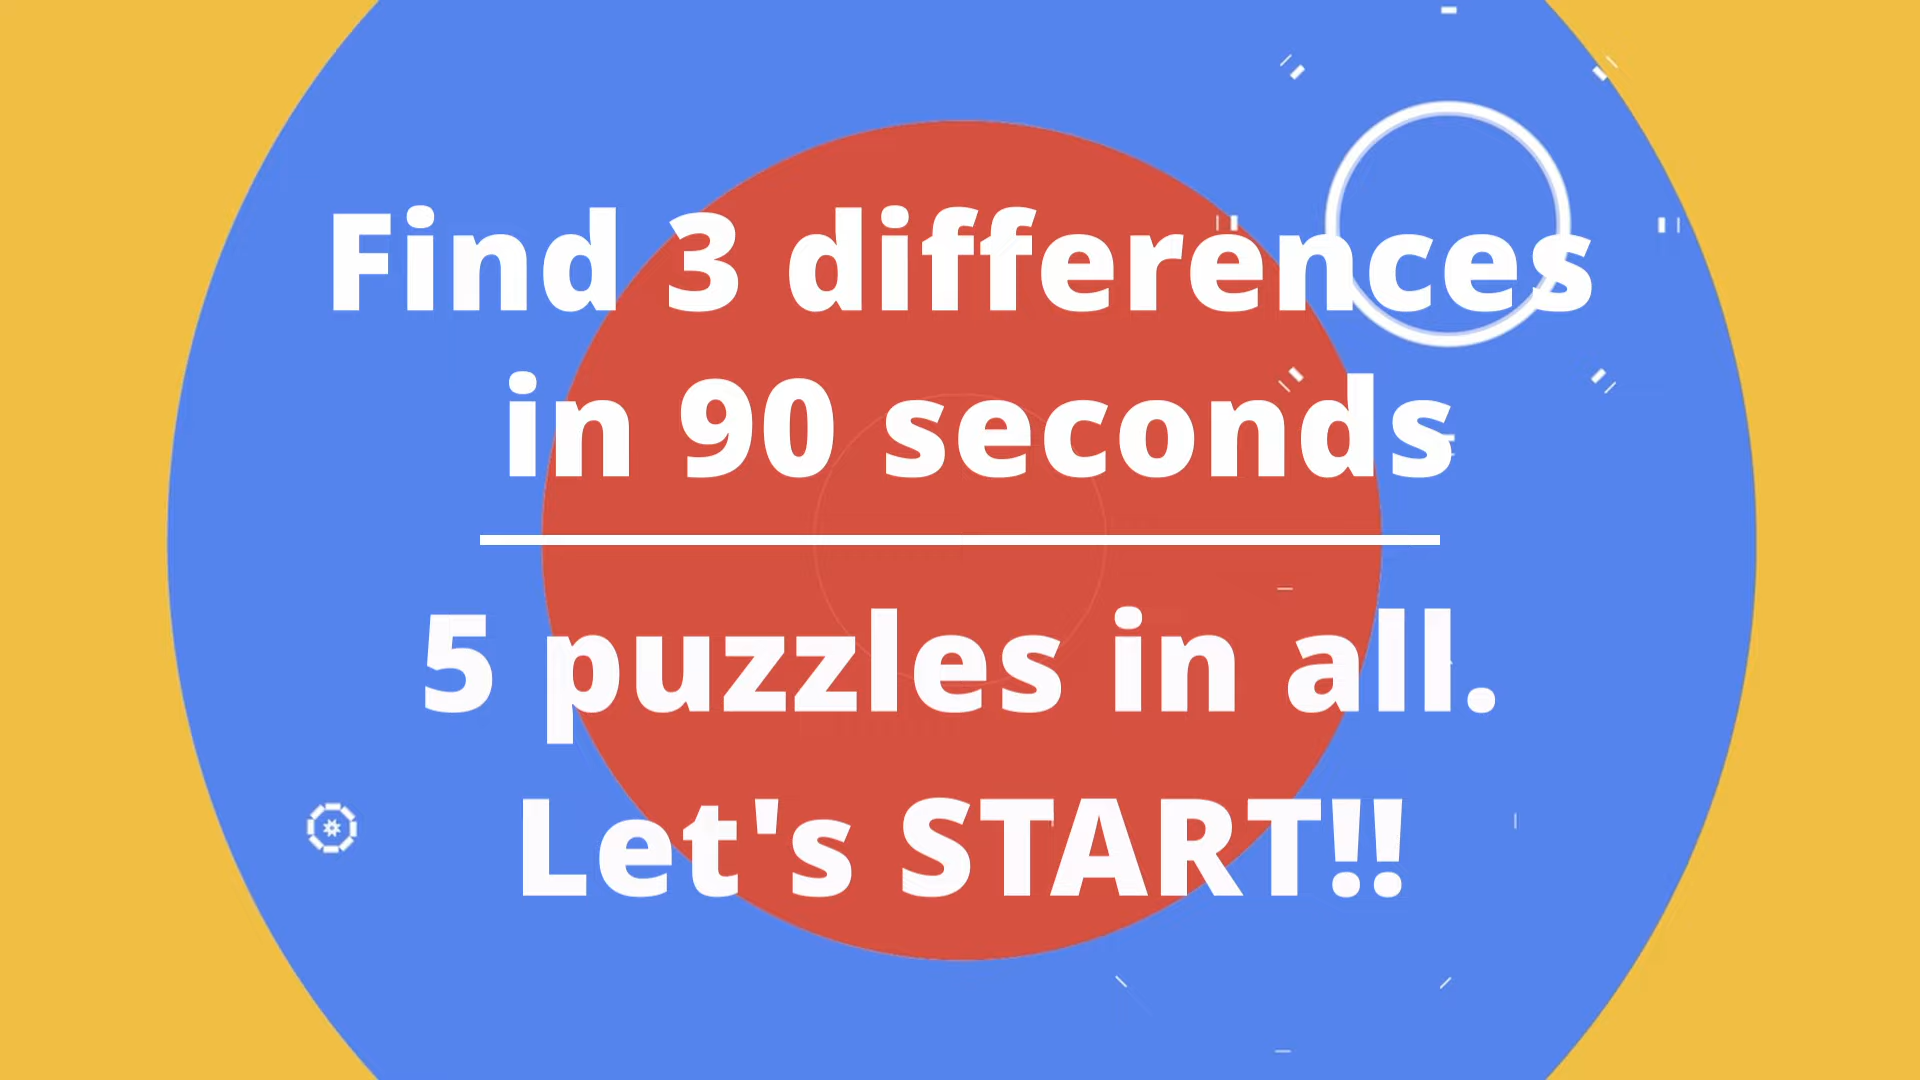 Find 3 differences
in 90 seconds
5 puzzles in all.
Let's START!!